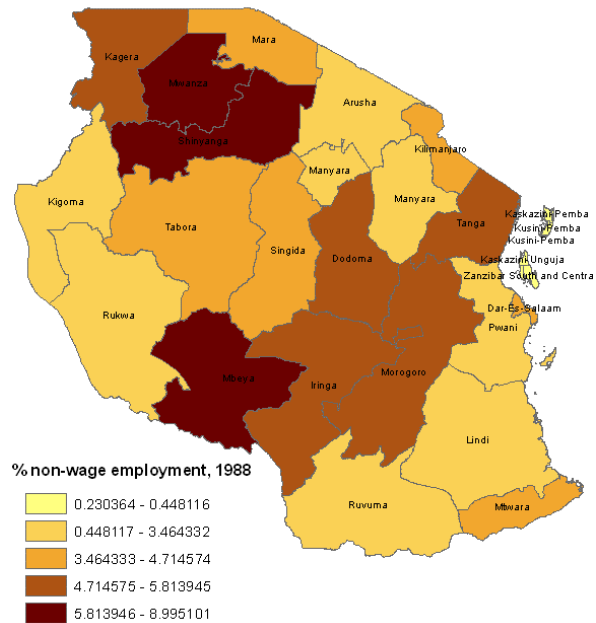 Mara
Kagera
Mwanza
Arusha
Shinyanga
Kilimanjaro
Manyara
Kigoma
Manyara
Kaskazini-Pemba
Tabora
Tanga
Kusini-Pemba
Kusini-Pemba
Singida
Dodoma
Kaskazini-Unguja
Zanzibar South and Centra
Rukwa
Dar-Es-Salaam
Pwani
Mbeya
Iringa
Morogoro
Lindi
% non-wage employment, 1988
0.230364 - 0.448116
Ruvuma
Mtwara
0.448117 - 3.464332
3.464333 - 4.714574
4.714575 - 5.813945
5.813946 - 8.995101